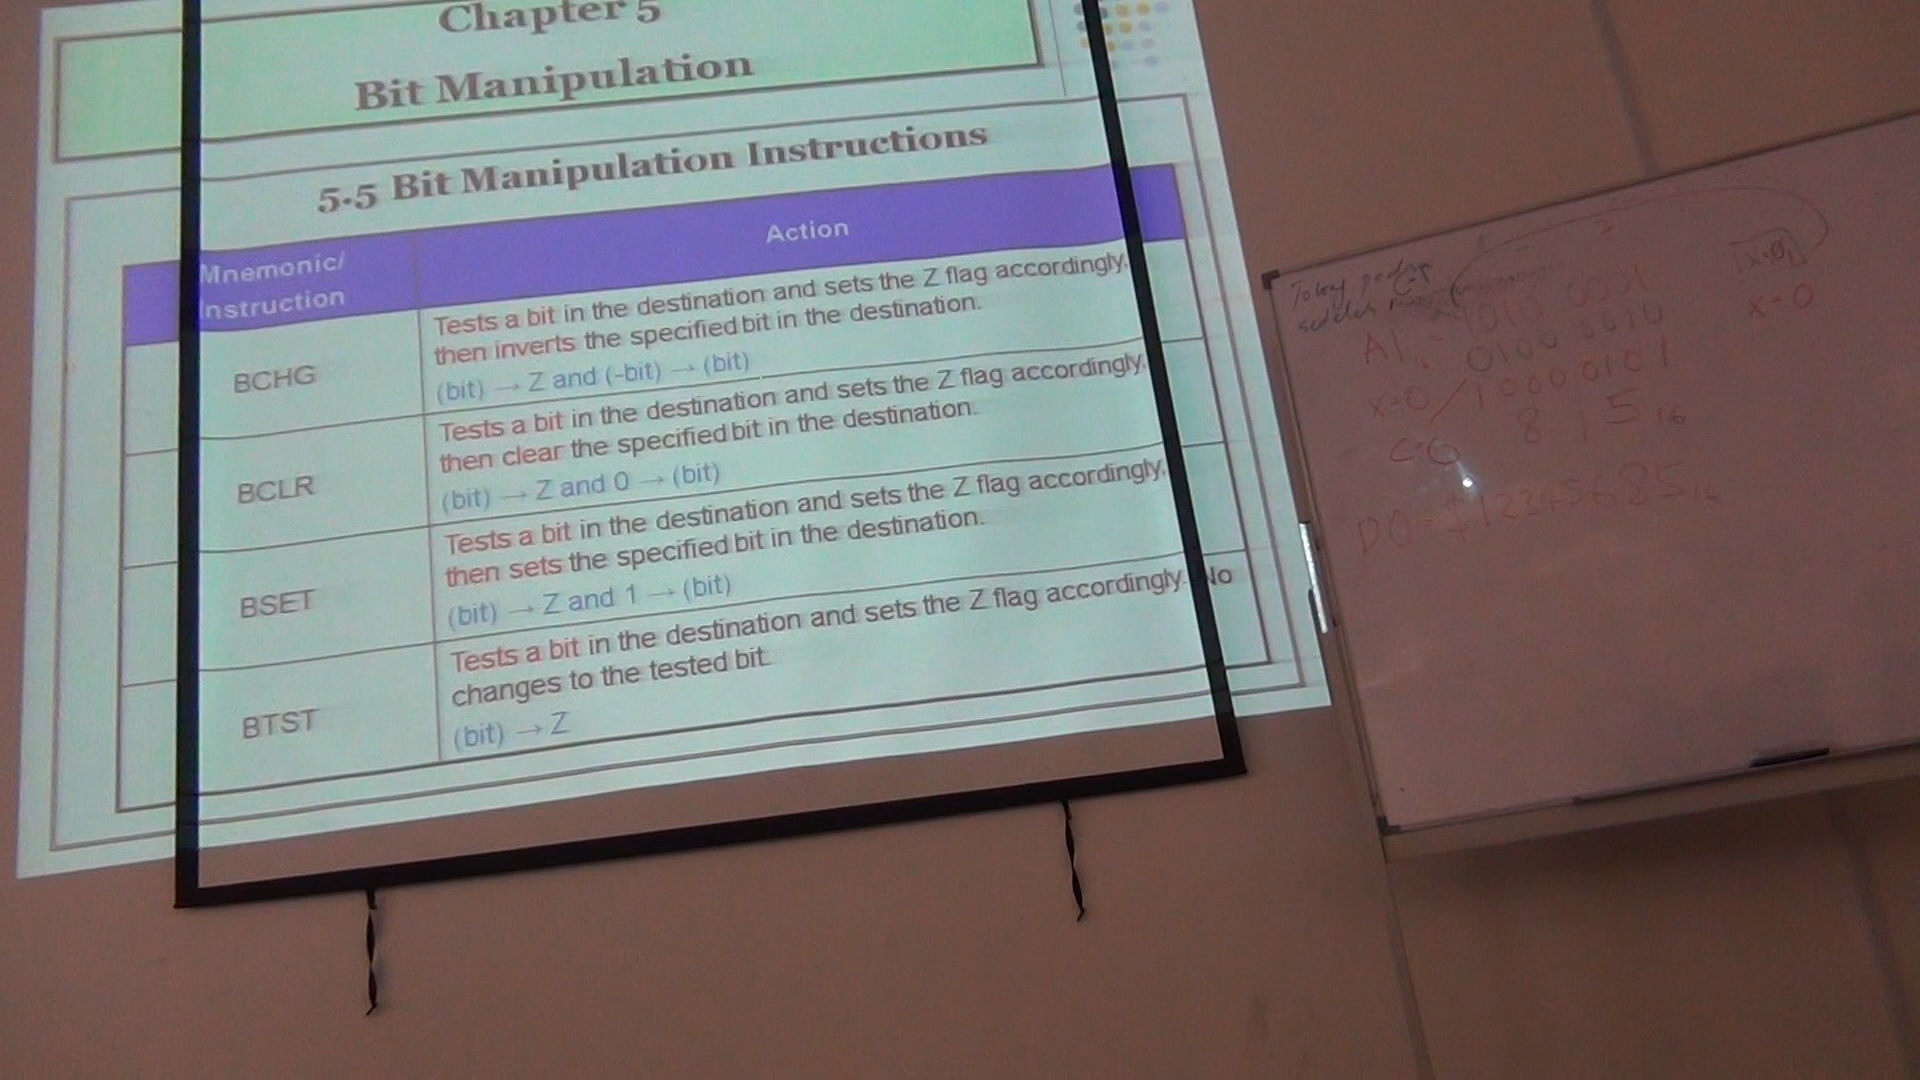 Chapter 5
Bit Manipulation
5.5 Bit Manipulation Instructions
Mnemonic/
Instruction
Action
BCHG
Tests a bit in the destination and sets the Z flag accordingly,
then inverts the specified bit in the destination.
(bit) → Z and (-bit) → (bit)
BCLR
Tests a bit in the destination and sets the Z flag accordingly,
then clear the specified bit in the destination.
(bit) → Z and 0 → (bit)
BSET
Tests a bit in the destination and sets the Z flag accordingly,
then sets the specified bit in the destination.
(bit) → Z and 1 → (bit)
BTST
Tests a bit in the destination and sets the Z flag accordingly. No
changes to the tested bit.
(bit) → Z
Tolong padam
x=0
x=0/10000101
8 5 16